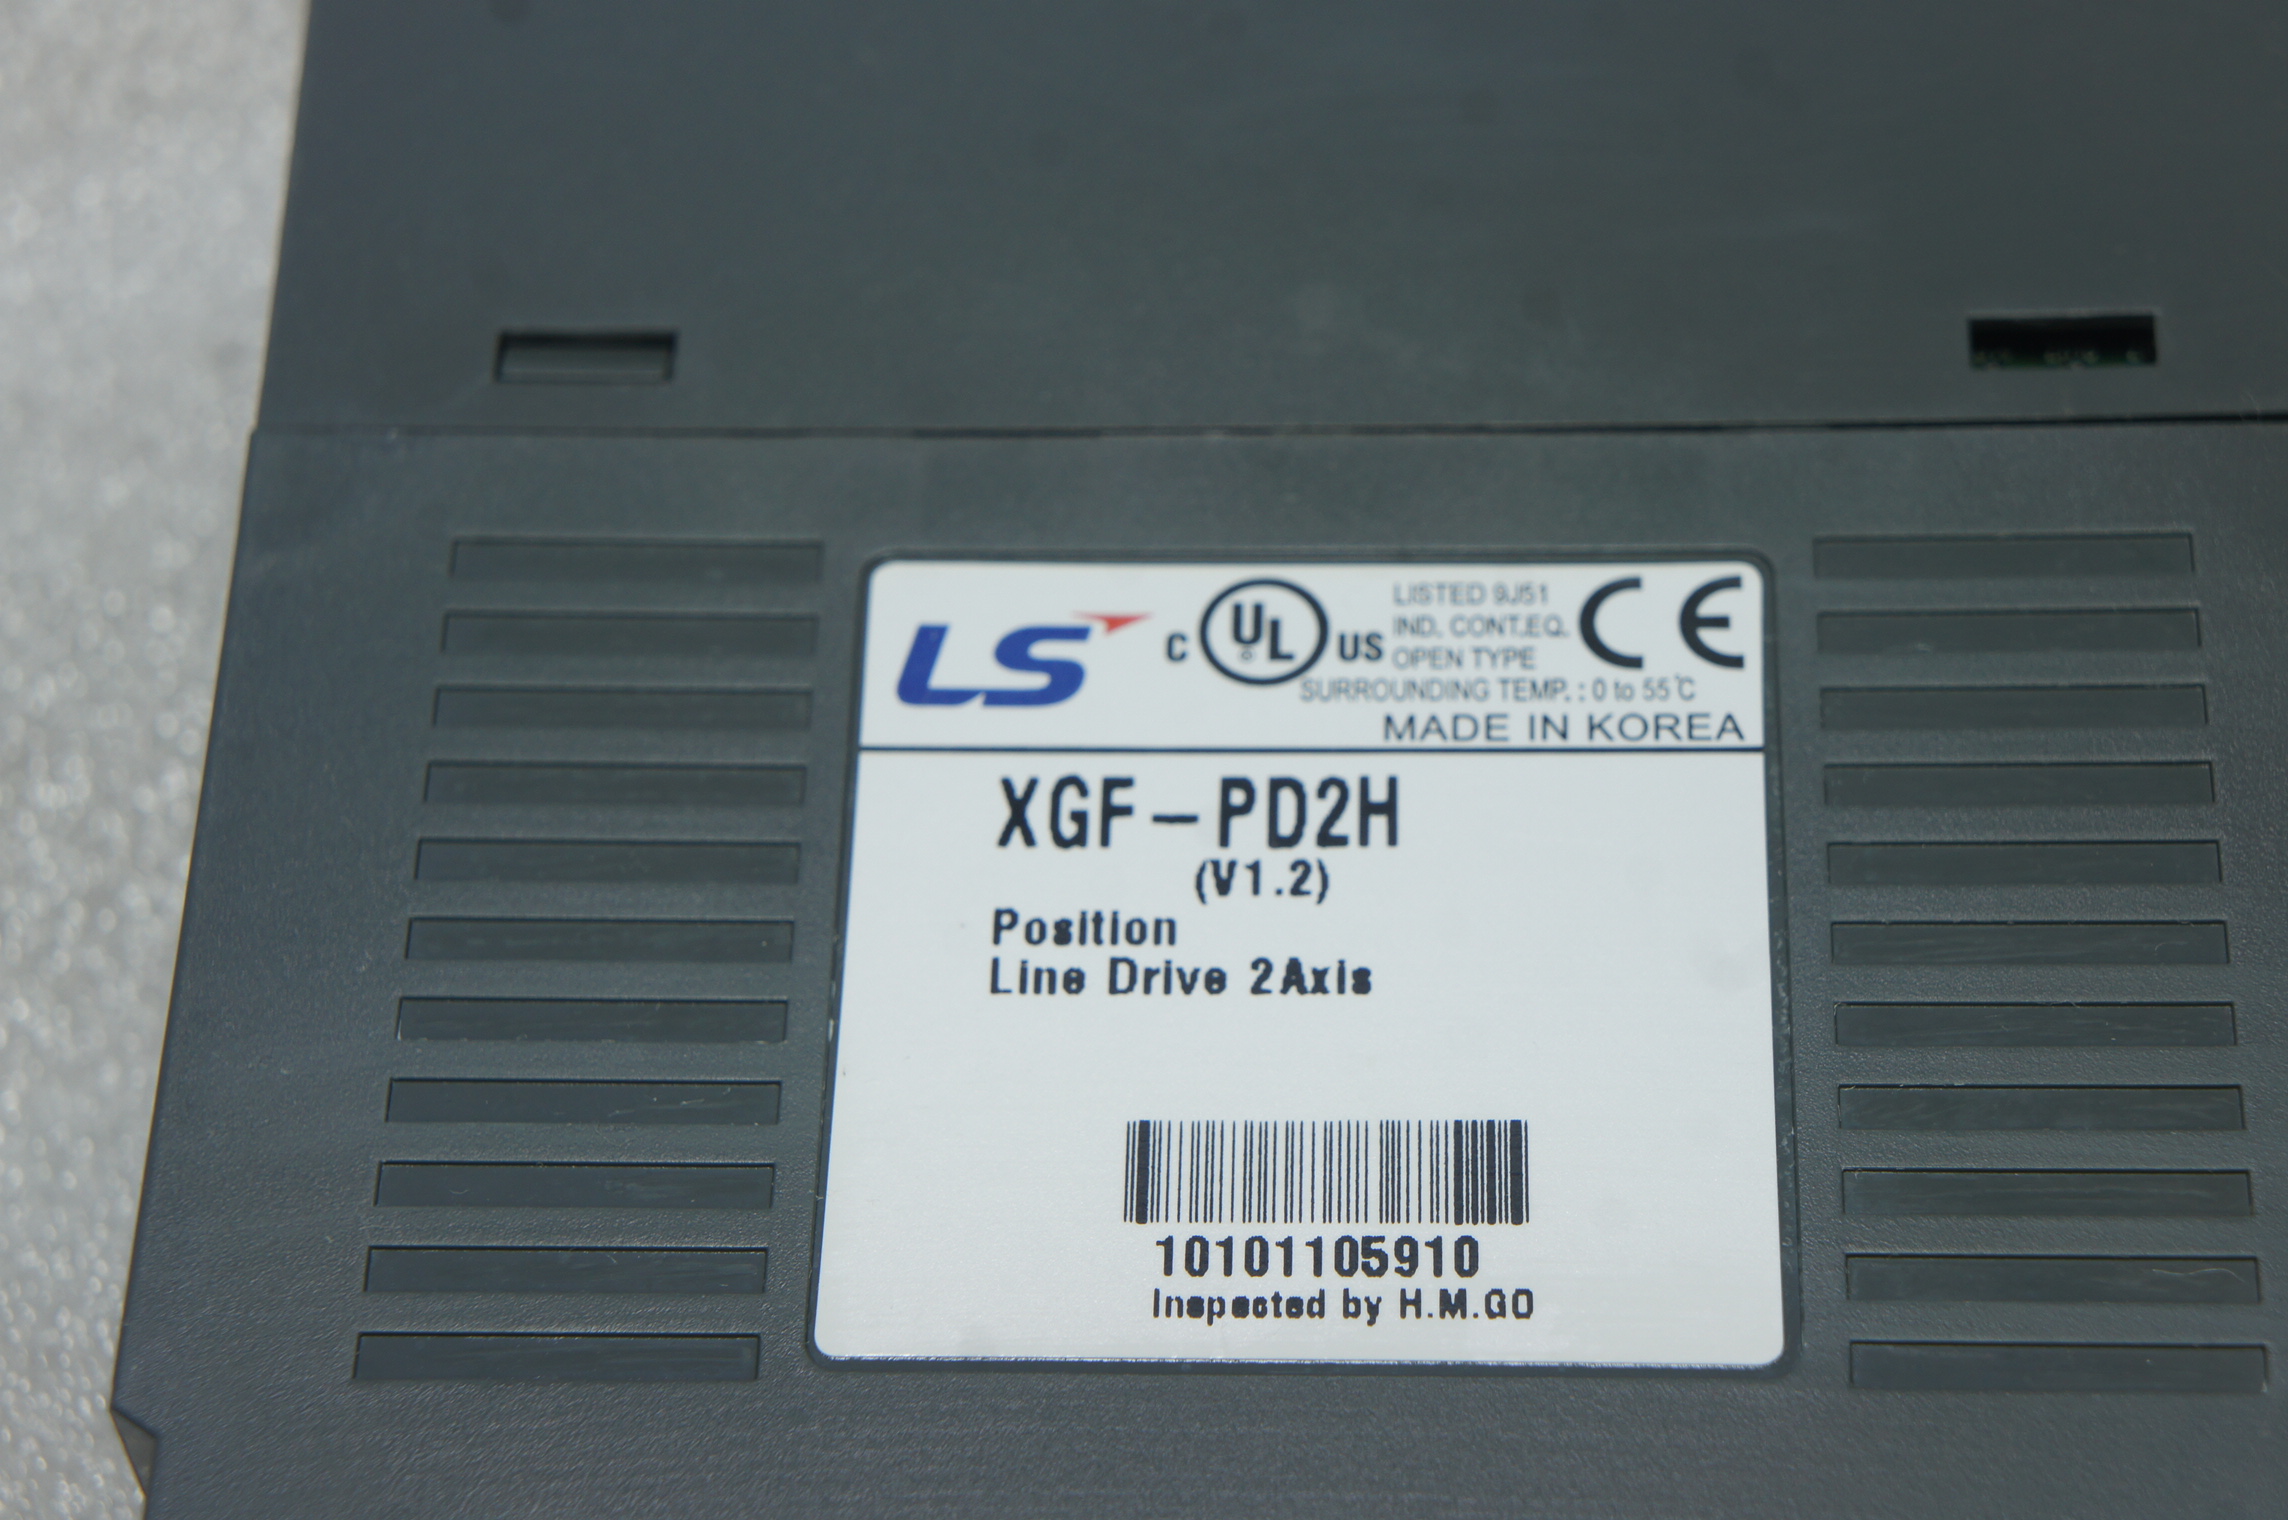 LS
C UL US
LISTED 9J51
IND. CONT.EQ.
OPEN TYPE
CE
SURROUNDING TEMP. : 0 to 55℃
MADE IN KOREA
XGF-PD2H
(V1.2)
Position
Line Drive 2Axis
10101105910
Inspected by H.M.GO